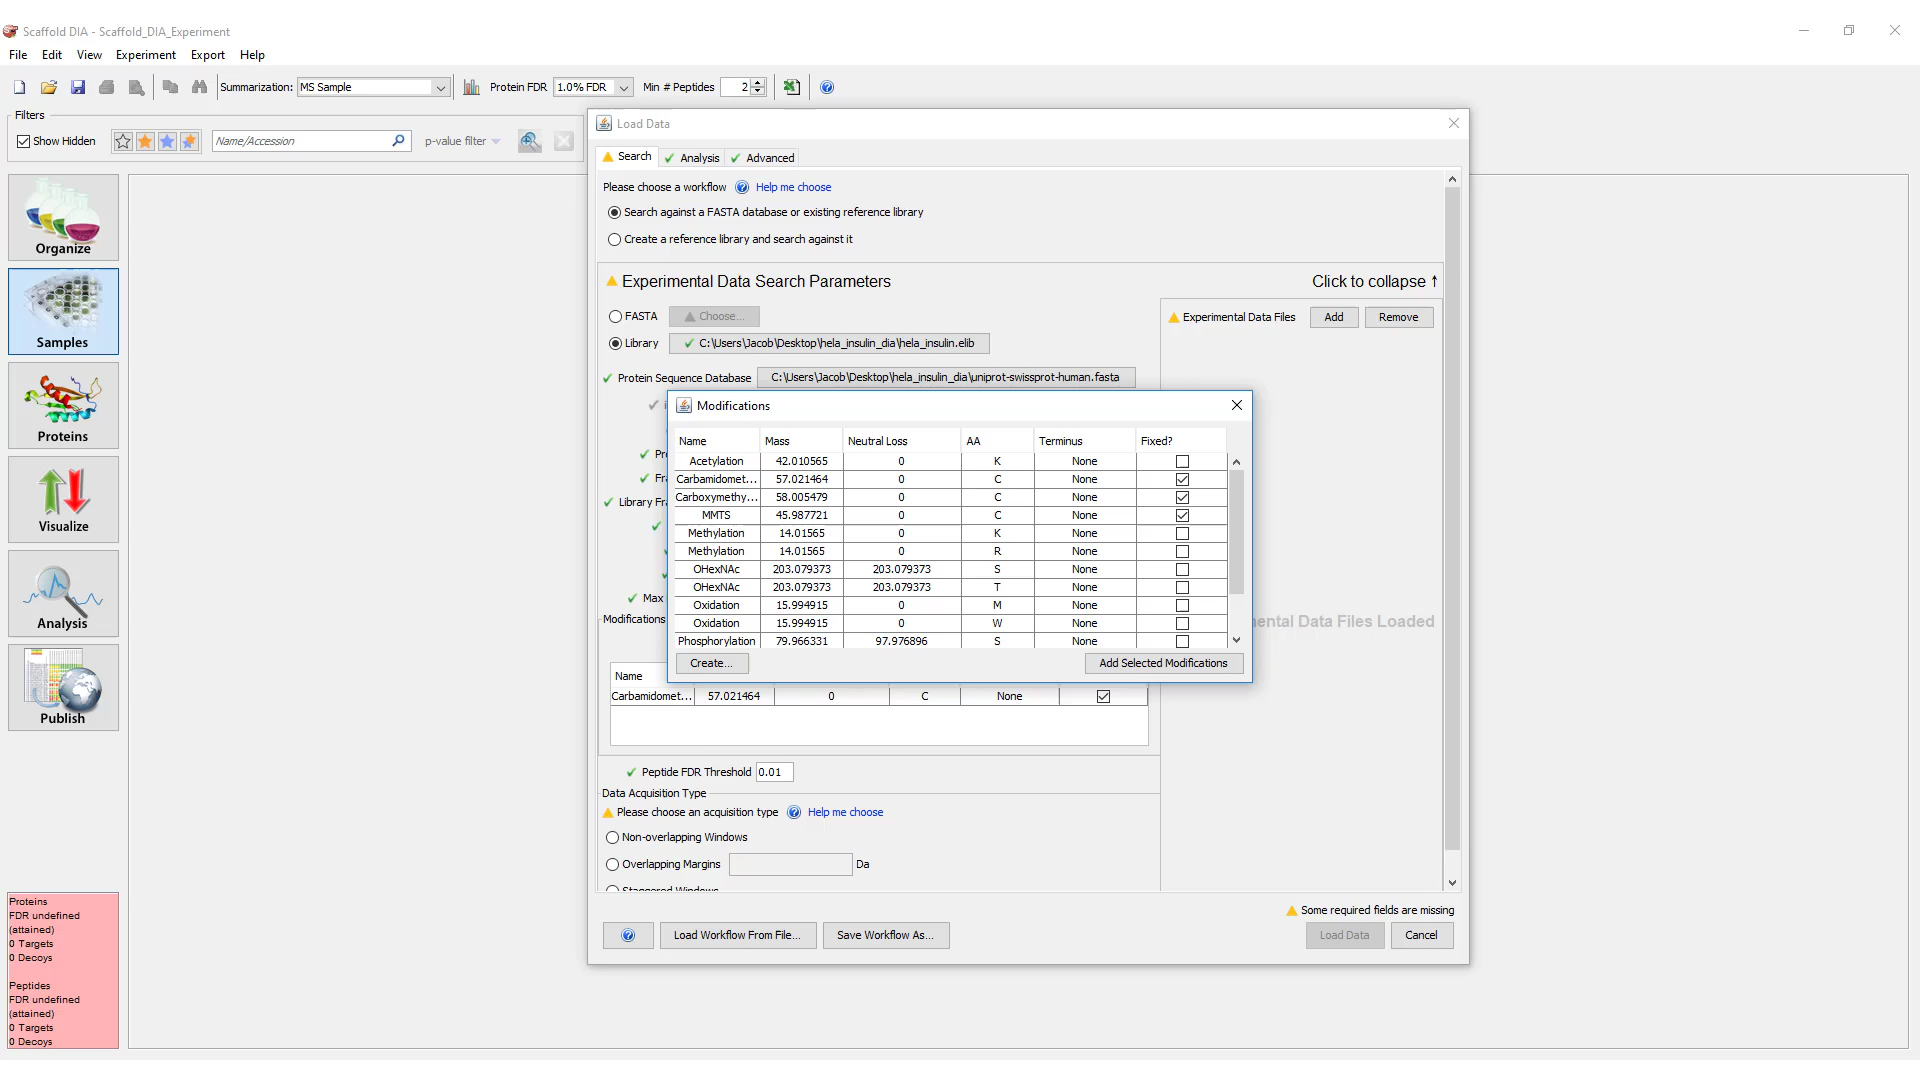 Scaffold DIA - Scaffold_DIA_Experiment
File Edit View Experiment Export Help
Summarization: MS Sample Protein FDR 1.0% FDR Min # Peptides 2
Filters
Show Hidden Name/Accession p-value filter
Organize
Samples
Proteins
Visualize
Analysis
Publish
Proteins
FDR undefined
(attained)
0 Targets
0 Decoys
Peptides
FDR undefined
(attained)
0 Targets
0 Decoys
Load Data
Search Analysis Advanced
Please choose a workflow Help me choose
Search against a FASTA database or existing reference library
Create a reference library and search against it
Experimental Data Search Parameters Click to collapse ↑
FASTA Choose...
Experimental Data Files Add Remove
Library C:\Users\Jacob\Desktop\hela_insulin_dia\hela_insulin.elib
Protein Sequence Database C:\Users\Jacob\Desktop\hela_insulin_dia\uniprot-swissprot-human.fasta
Library Fra
Max
Modifications
ental Data Files Loaded
Modifications
Name Mass Neutral Loss AA Terminus Fixed?
Acetylation 42.010565 0 K None
Carbamidomet... 57.021464 0 C None
Carboxymethy... 58.005479 0 C None
MMTS 45.987721 0 C None
Methylation 14.01565 0 K None
Methylation 14.01565 0 R None
OHexNAc 203.079373 203.079373 S None
OHexNAc 203.079373 203.079373 T None
Oxidation 15.994915 0 M None
Oxidation 15.994915 0 W None
Phosphorylation 79.966331 97.976896 S None
Create... Add Selected Modifications
Name
Carbamidomet... 57.021464 0 C None
Peptide FDR Threshold 0.01
Data Acquisition Type
Please choose an acquisition type Help me choose
Non-overlapping Windows
Overlapping Margins Da
Staggered Windows
Some required fields are missing
Load Workflow From File... Save Workflow As... Load Data Cancel